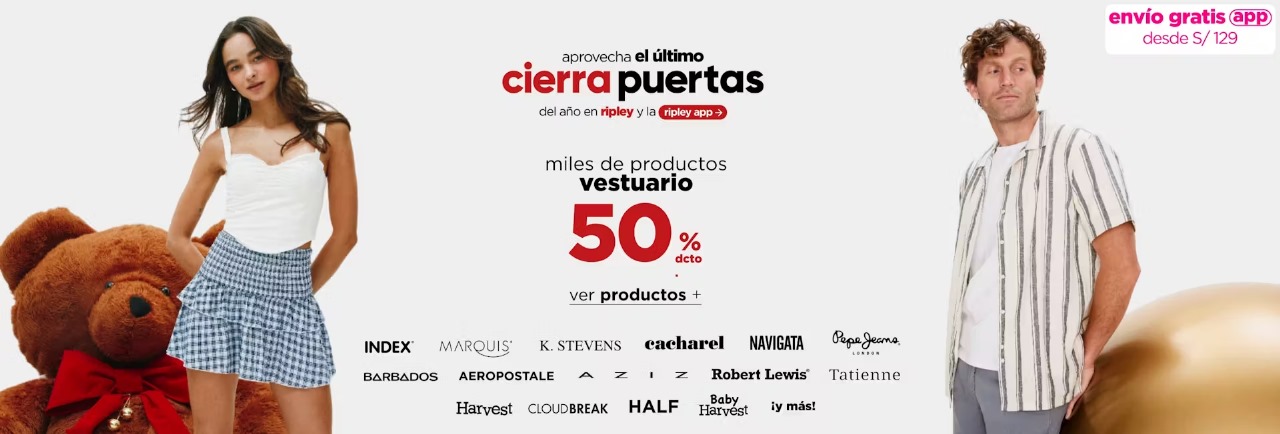 envío gratis app
desde S/ 129
aprovecha el último
cierra puertas
del año en ripley y la ripley app →
miles de productos
vestuario
50 % dcto
ver productos +
INDEX MARQUIS K. STEVENS cacharel NAVIGATA Pepe Jeans LONDON
BARBADOS AEROPOSTALE AZIZ Robert Lewis Tatienne
Harvest CLOUDBREAK HALF Baby Harvest ¡y más!